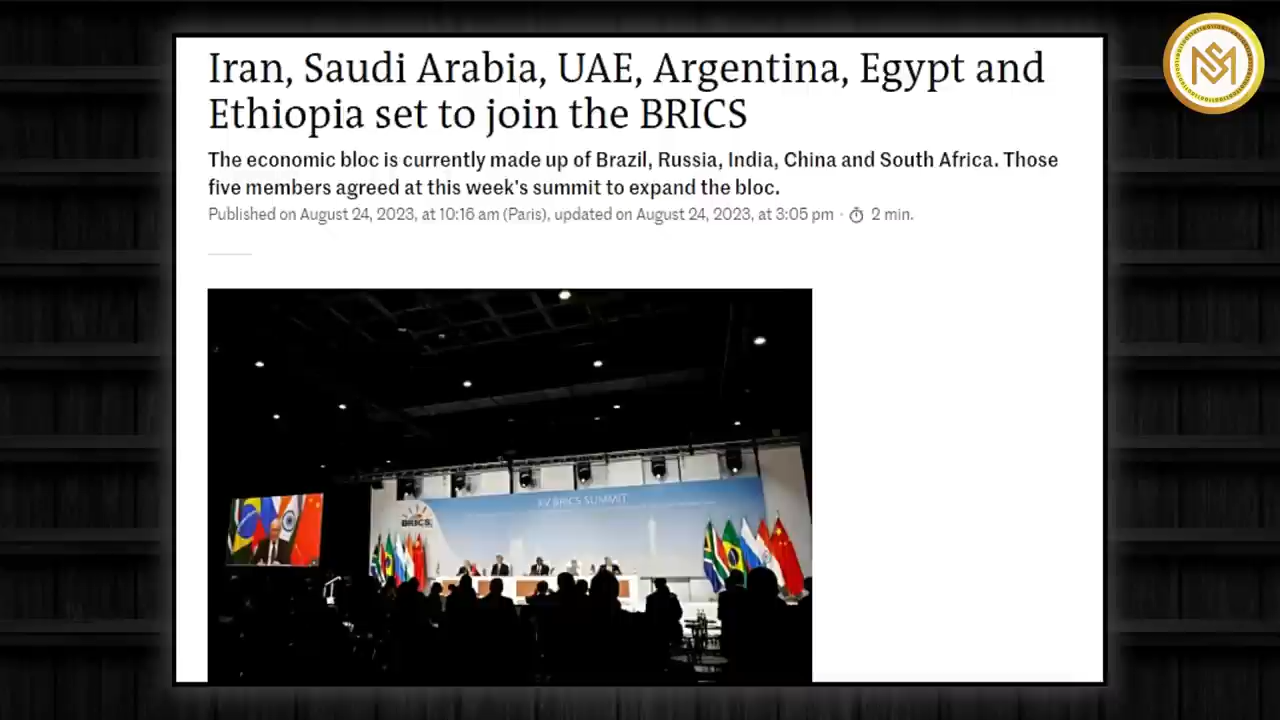 Iran, Saudi Arabia, UAE, Argentina, Egypt and
Ethiopia set to join the BRICS
The economic bloc is currently made up of Brazil, Russia, India, China and South Africa. Those
five members agreed at this week's summit to expand the bloc.
Published on August 24, 2023, at 10:16 am (Paris), updated on August 24, 2023, at 3:05 pm · 2 min.
XV BRICS SUMMIT
BRICS